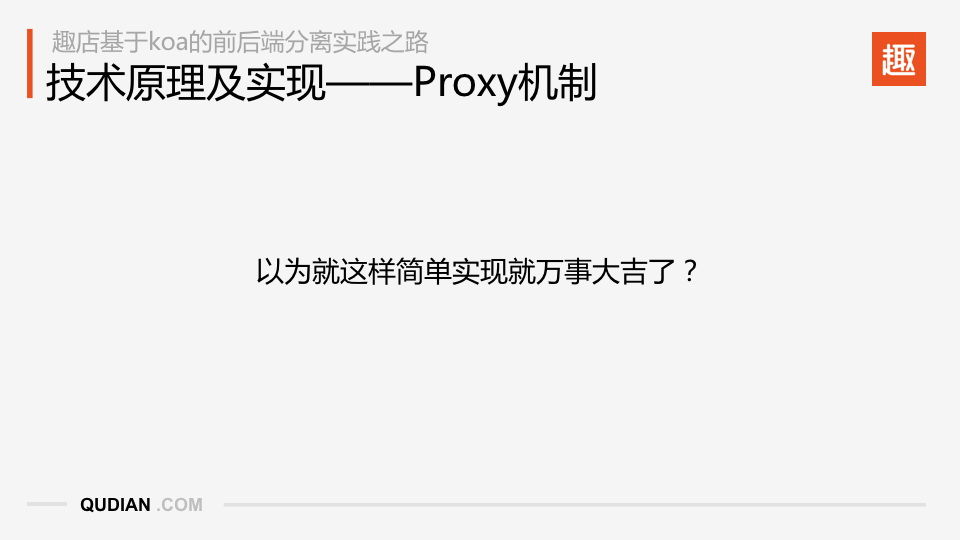 趣店基于koa的前后端分离实践之路
技术原理及实现——Proxy机制
趣
以为就这样简单实现就万事大吉了？
QUDIAN .COM